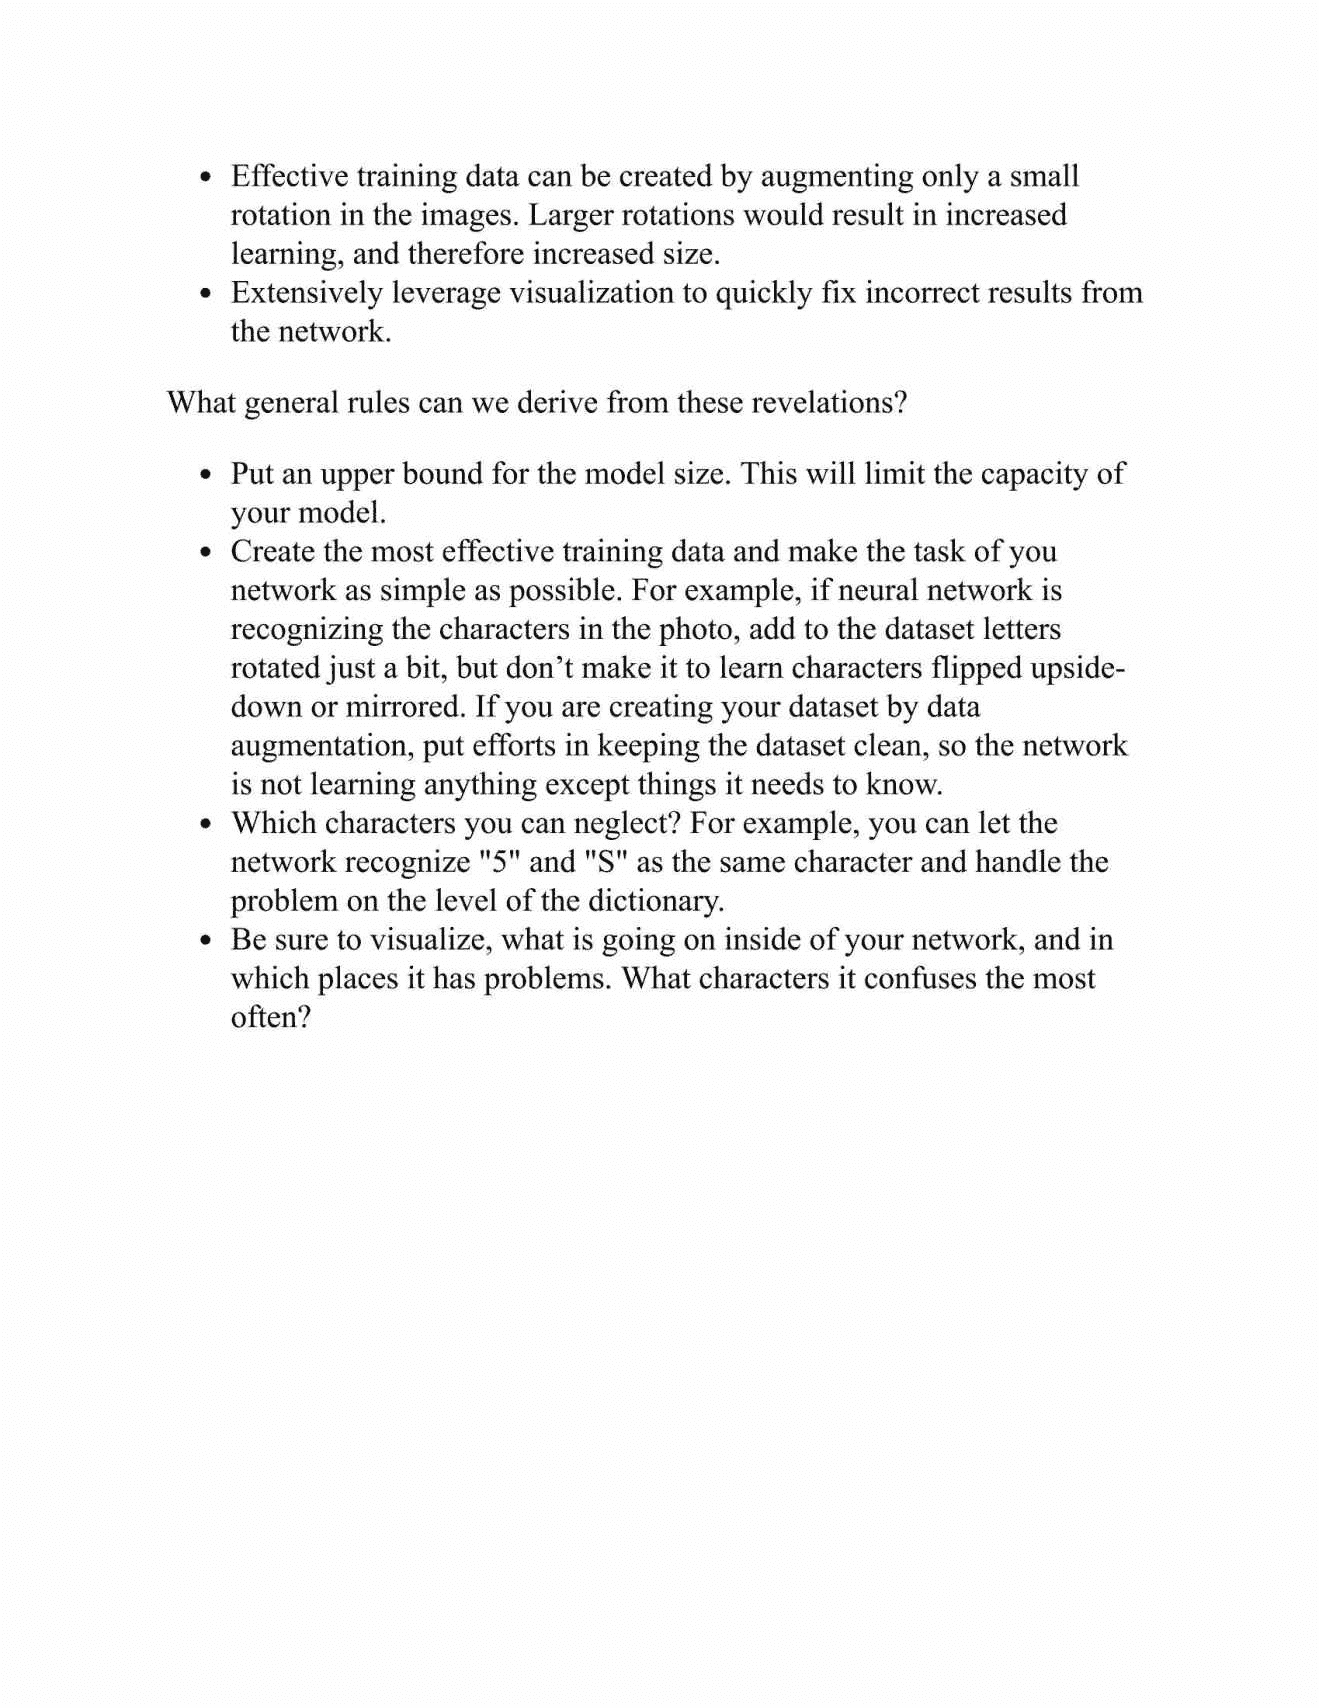 • Effective training data can be created by augmenting only a small
rotation in the images. Larger rotations would result in increased
learning, and therefore increased size.
• Extensively leverage visualization to quickly fix incorrect results from
the network.
What general rules can we derive from these revelations?
• Put an upper bound for the model size. This will limit the capacity of
your model.
• Create the most effective training data and make the task of you
network as simple as possible. For example, if neural network is
recognizing the characters in the photo, add to the dataset letters
rotated just a bit, but don’t make it to learn characters flipped upside-
down or mirrored. If you are creating your dataset by data
augmentation, put efforts in keeping the dataset clean, so the network
is not learning anything except things it needs to know.
• Which characters you can neglect? For example, you can let the
network recognize "5" and "S" as the same character and handle the
problem on the level of the dictionary.
• Be sure to visualize, what is going on inside of your network, and in
which places it has problems. What characters it confuses the most
often?